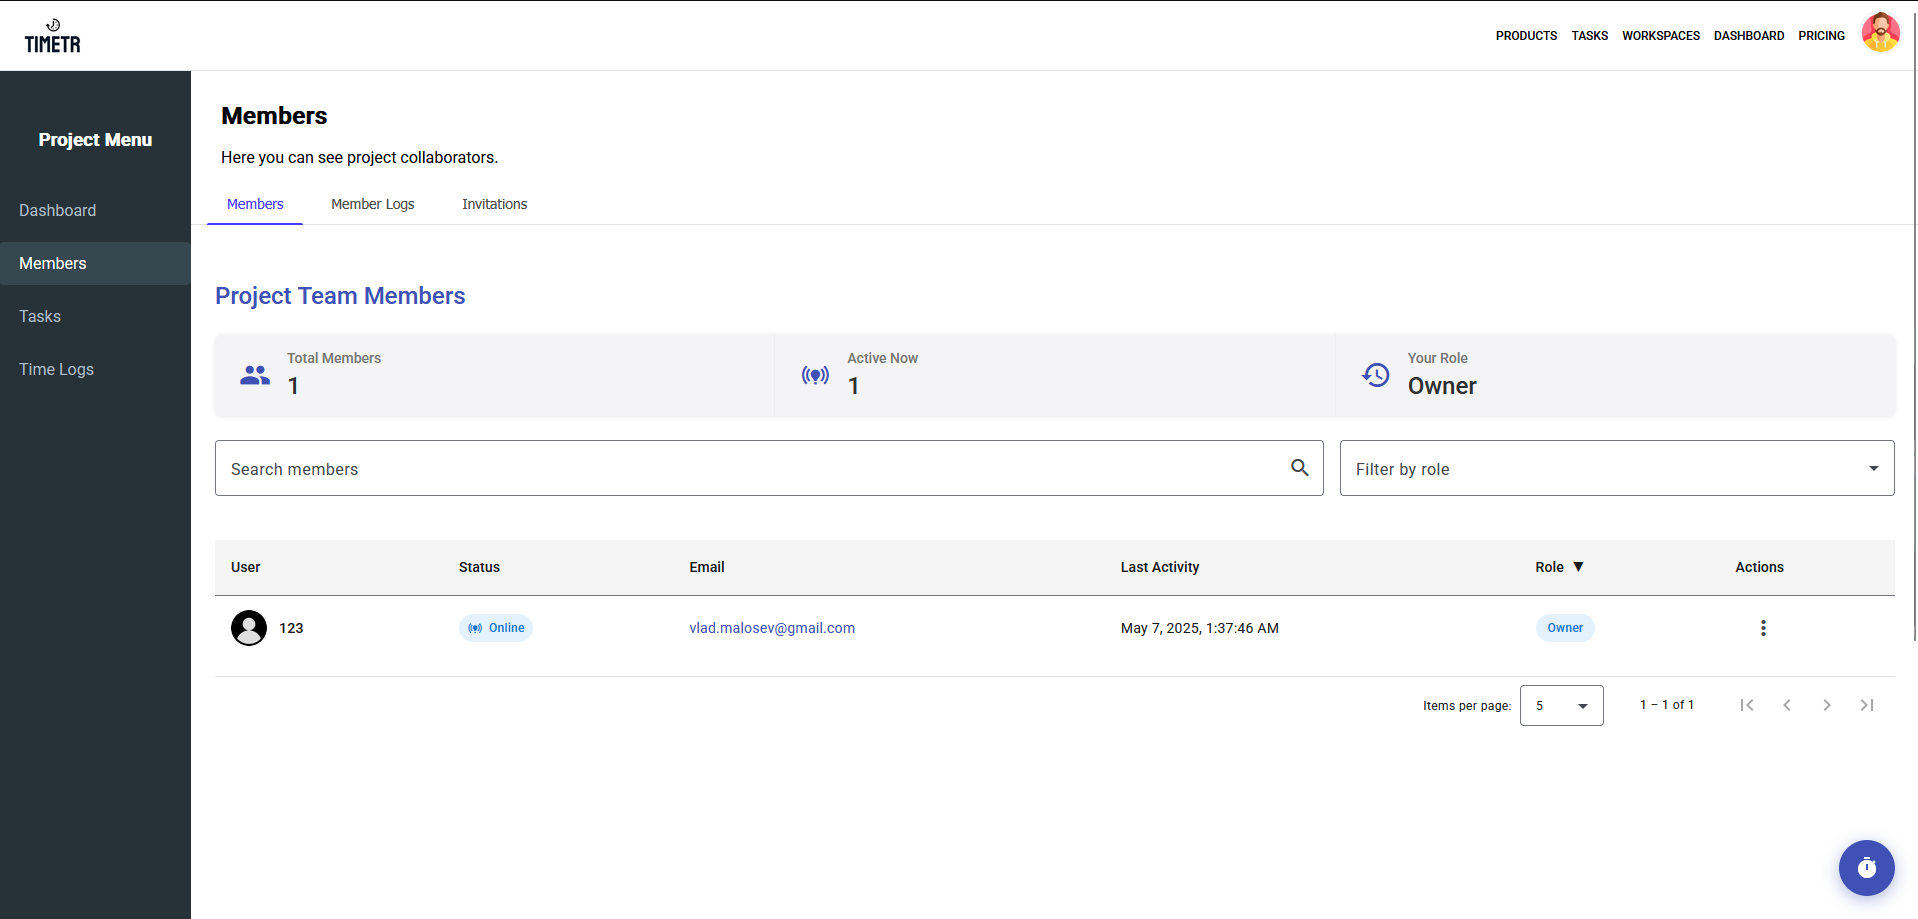 TIMETR
PRODUCTS TASKS WORKSPACES DASHBOARD PRICING
Project Menu
Dashboard
Members
Tasks
Time Logs
Members
Here you can see project collaborators.
Members Member Logs Invitations
Project Team Members
Total Members
1
Active Now
1
Your Role
Owner
Search members
Filter by role
User Status Email Last Activity Role ▼ Actions
123 Online vlad.malosev@gmail.com May 7, 2025, 1:37:46 AM Owner
Items per page: 5 1 – 1 of 1